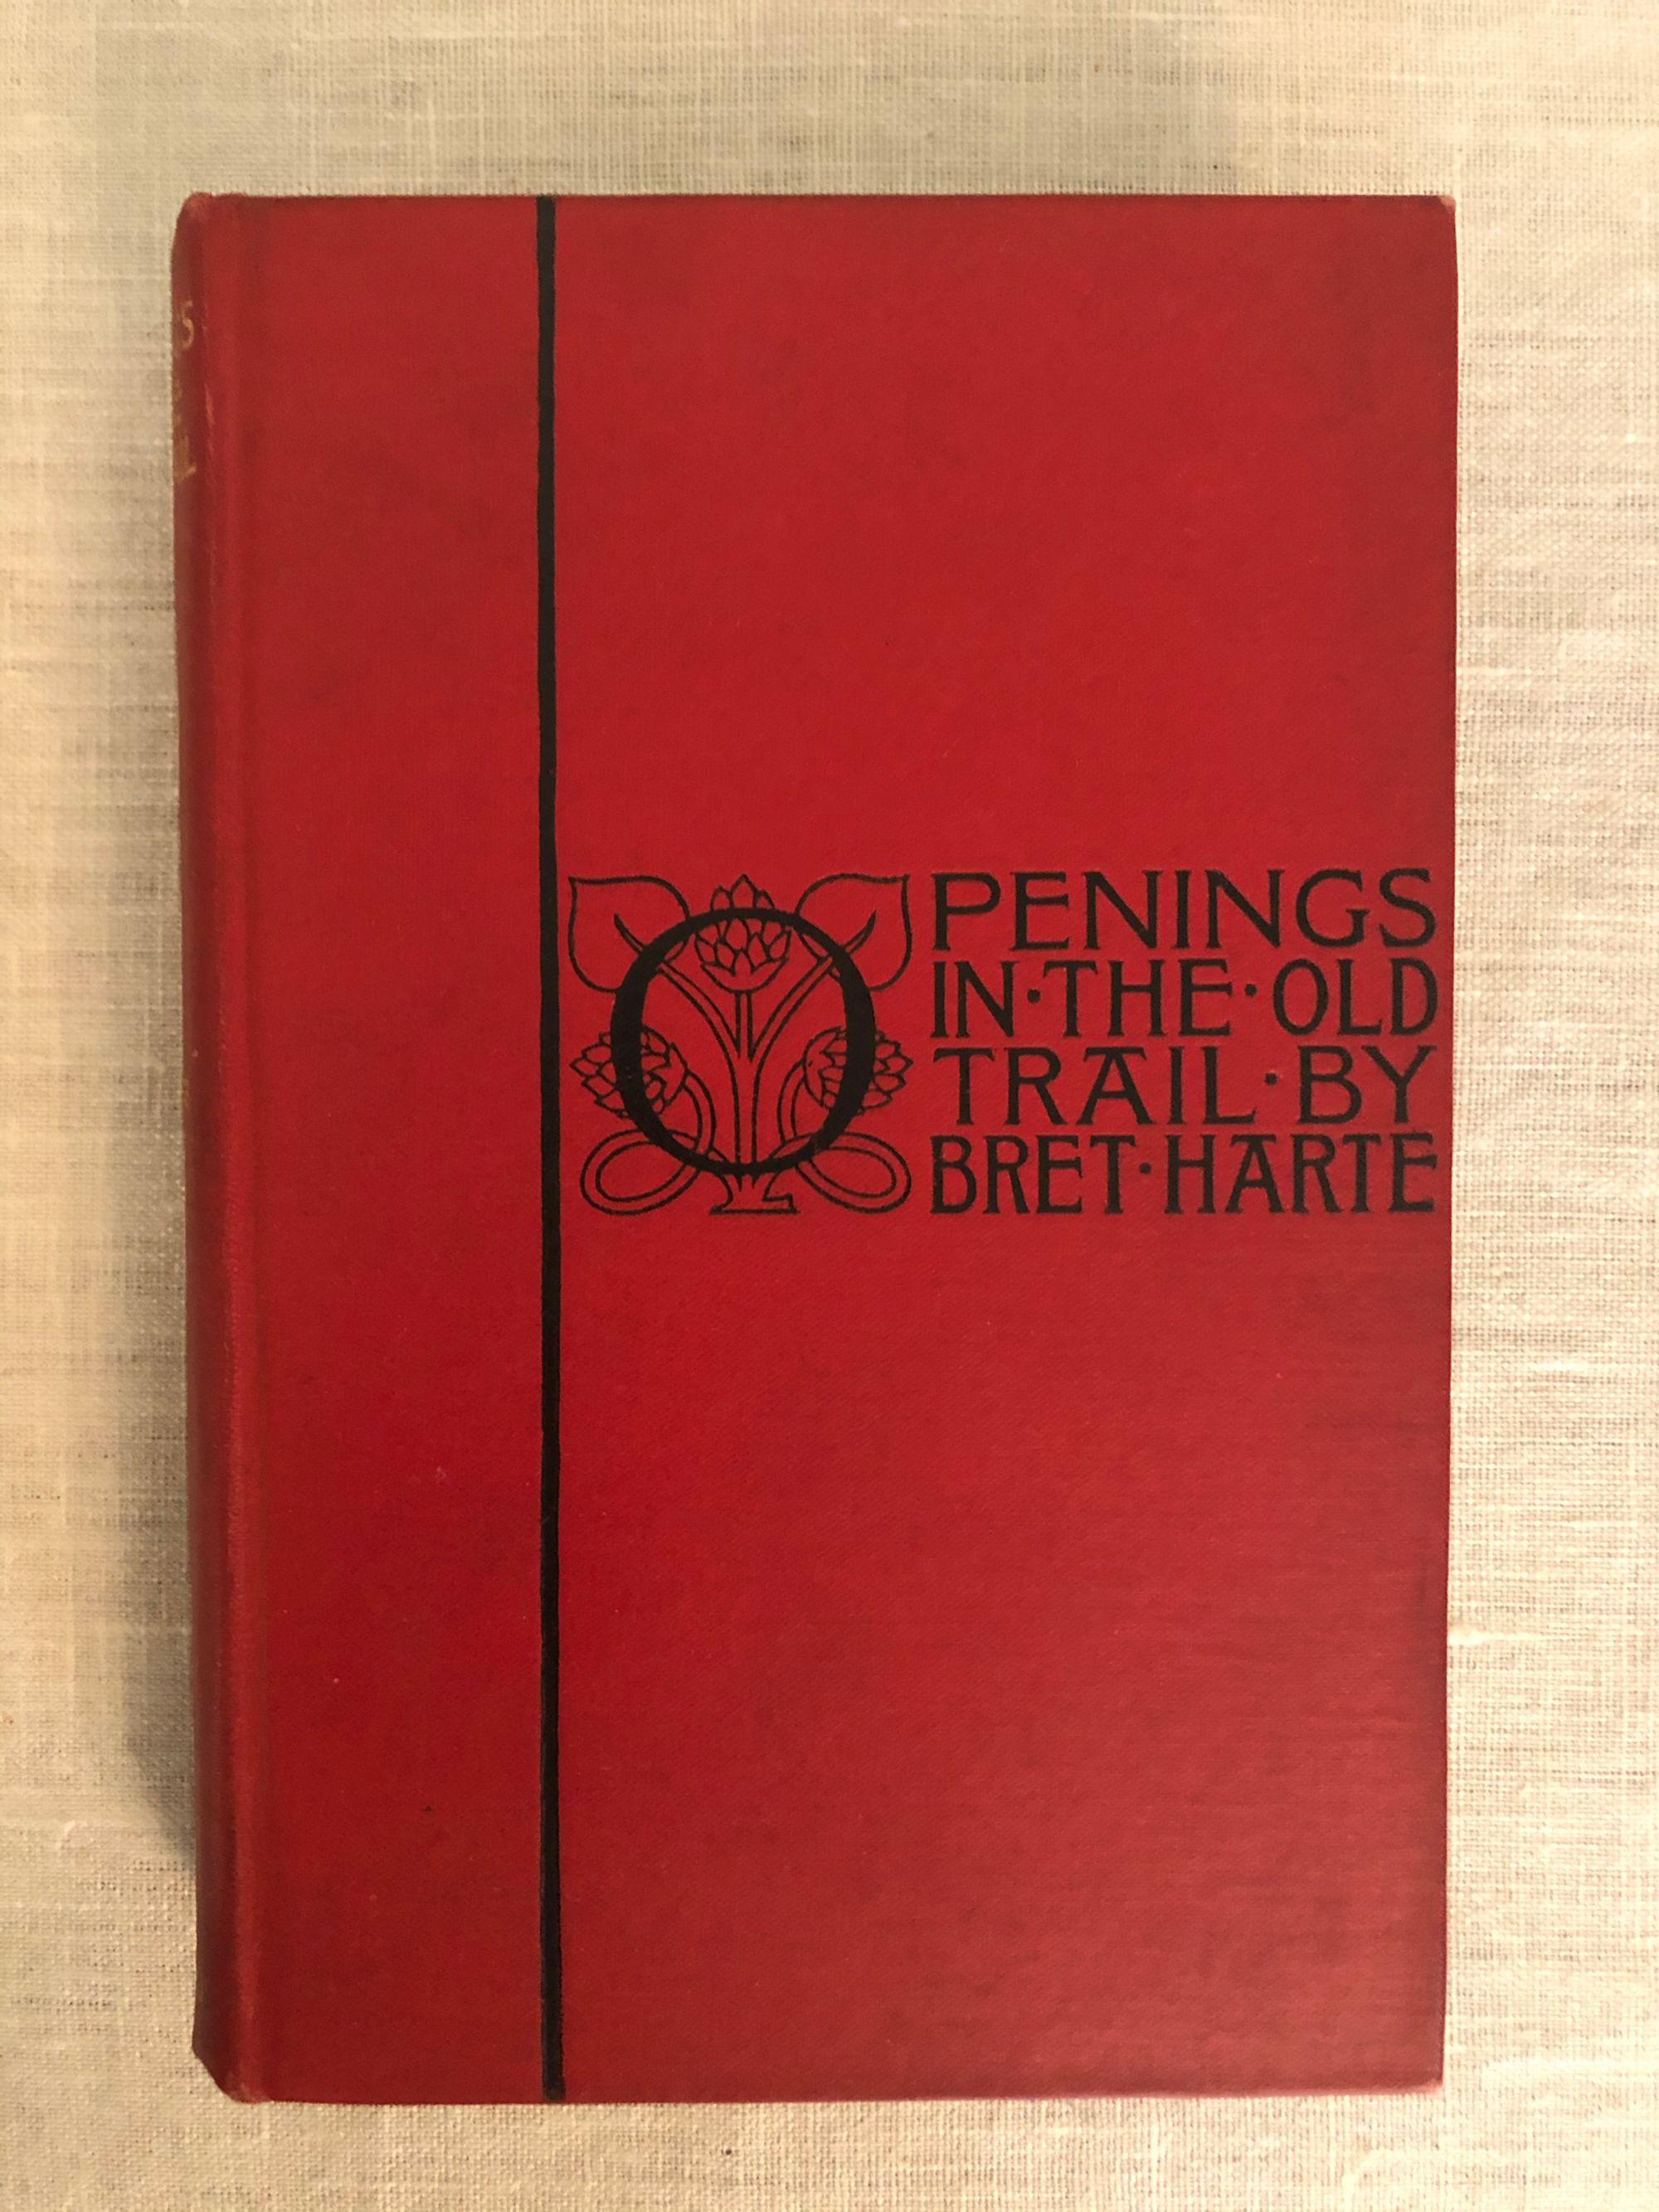 OPENINGS
IN·THE·OLD
TRAIL·BY
BRET·HARTE